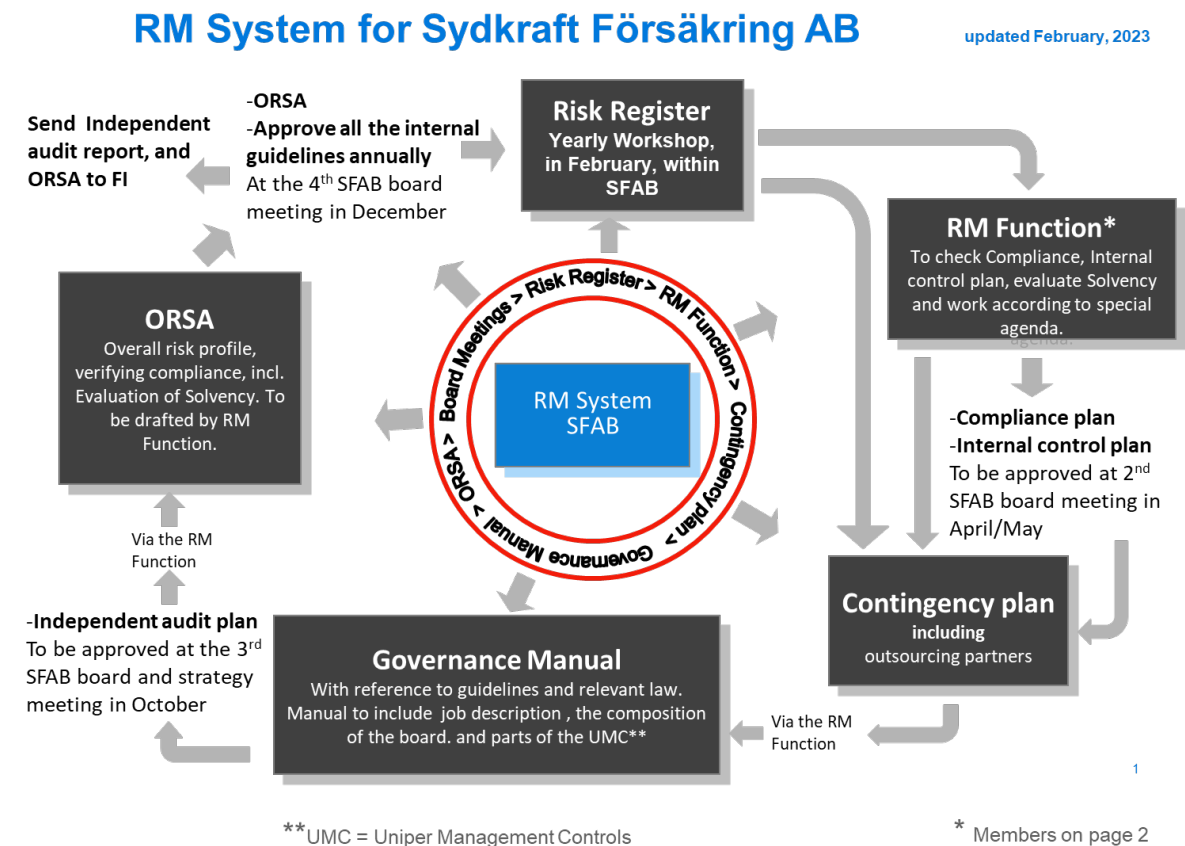 RM System for Sydkraft Försäkring AB
updated February, 2023
Send Independent
audit report, and
ORSA to FI
-ORSA
-Approve all the internal
guidelines annually
At the 4th SFAB board
meeting in December
Risk Register
Yearly Workshop,
in February, within
SFAB
RM Function*
To check Compliance, Internal
control plan, evaluate Solvency
and work according to special
agenda.
ORSA
Overall risk profile,
verifying compliance, incl.
Evaluation of Solvency. To
be drafted by RM
Function.
Board Meetings > Risk Register > RM Function > Contingency plan > Governance Manual > ORSA >
RM System
SFAB
-Compliance plan
-Internal control plan
To be approved at 2nd
SFAB board meeting in
April/May
Via the RM
Function
Contingency plan
including
outsourcing partners
-Independent audit plan
To be approved at the 3rd
SFAB board and strategy
meeting in October
Governance Manual
With reference to guidelines and relevant law.
Manual to include job description , the composition
of the board. and parts of the UMC**
Via the RM
Function
1
**UMC = Uniper Management Controls
* Members on page 2